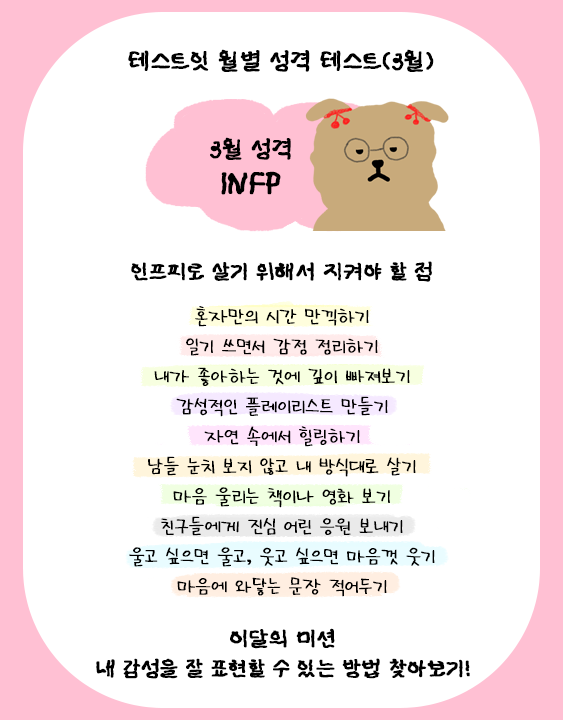 테스트잇 월별 성격 테스트(3월)
3월 성격
INFP
인프피로 살기 위해서 지켜야 할 점
혼자만의 시간 만끽하기
일기 쓰면서 감정 정리하기
내가 좋아하는 것에 깊이 빠져보기
감성적인 플레이리스트 만들기
자연 속에서 힐링하기
남들 눈치 보지 않고 내 방식대로 살기
마음 울리는 책이나 영화 보기
친구들에게 진심 어린 응원 보내기
울고 싶으면 울고, 웃고 싶으면 마음껏 웃기
마음에 와닿는 문장 적어두기
이달의 미션
내 감성을 잘 표현할 수 있는 방법 찾아보기!